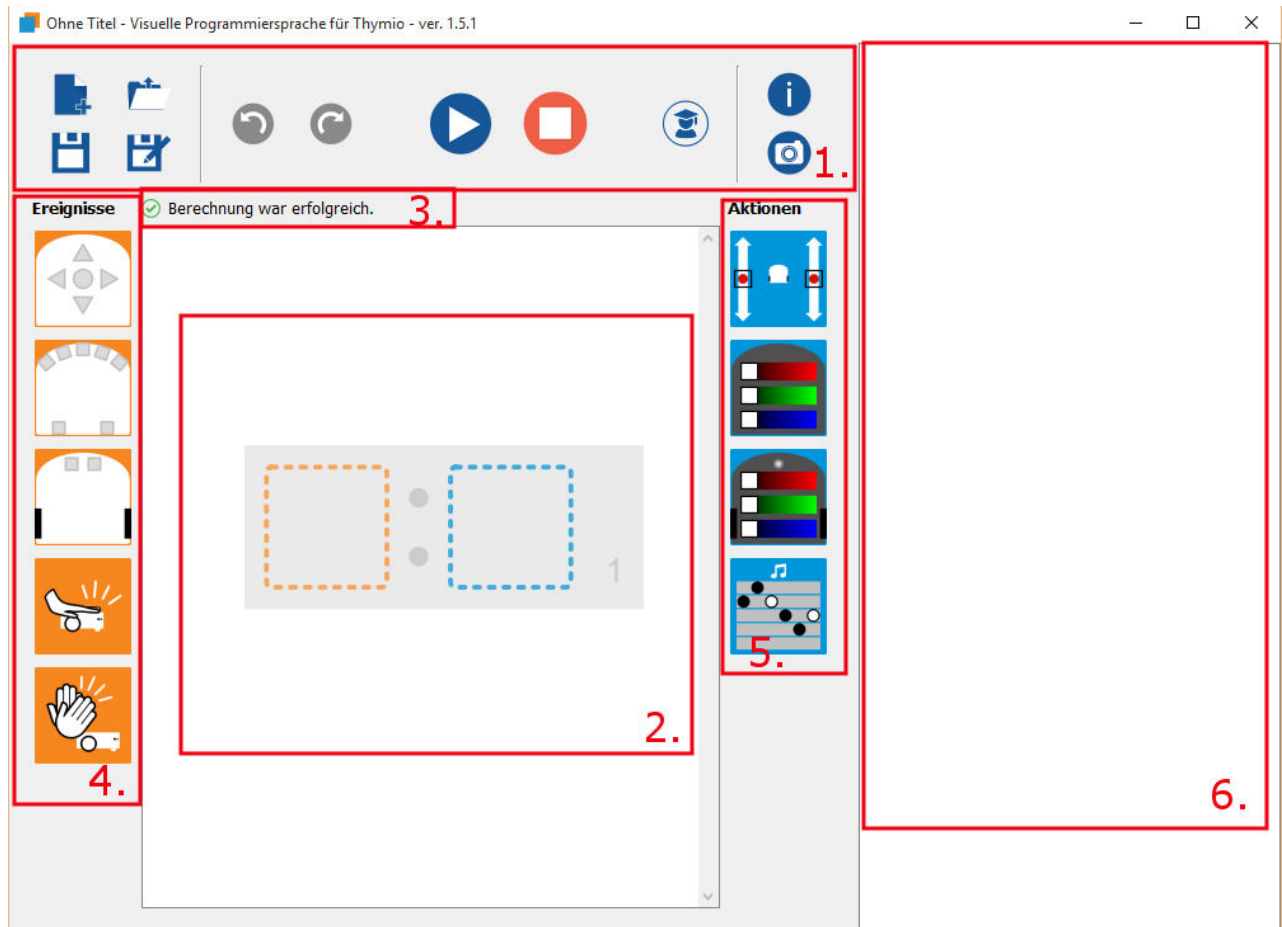 Ohne Titel - Visuelle Programmiersprache für Thymio - ver. 1.5.1
i
1.
Ereignisse
Berechnung war erfolgreich.
3.
Aktionen
1
2.
5.
4.
6.